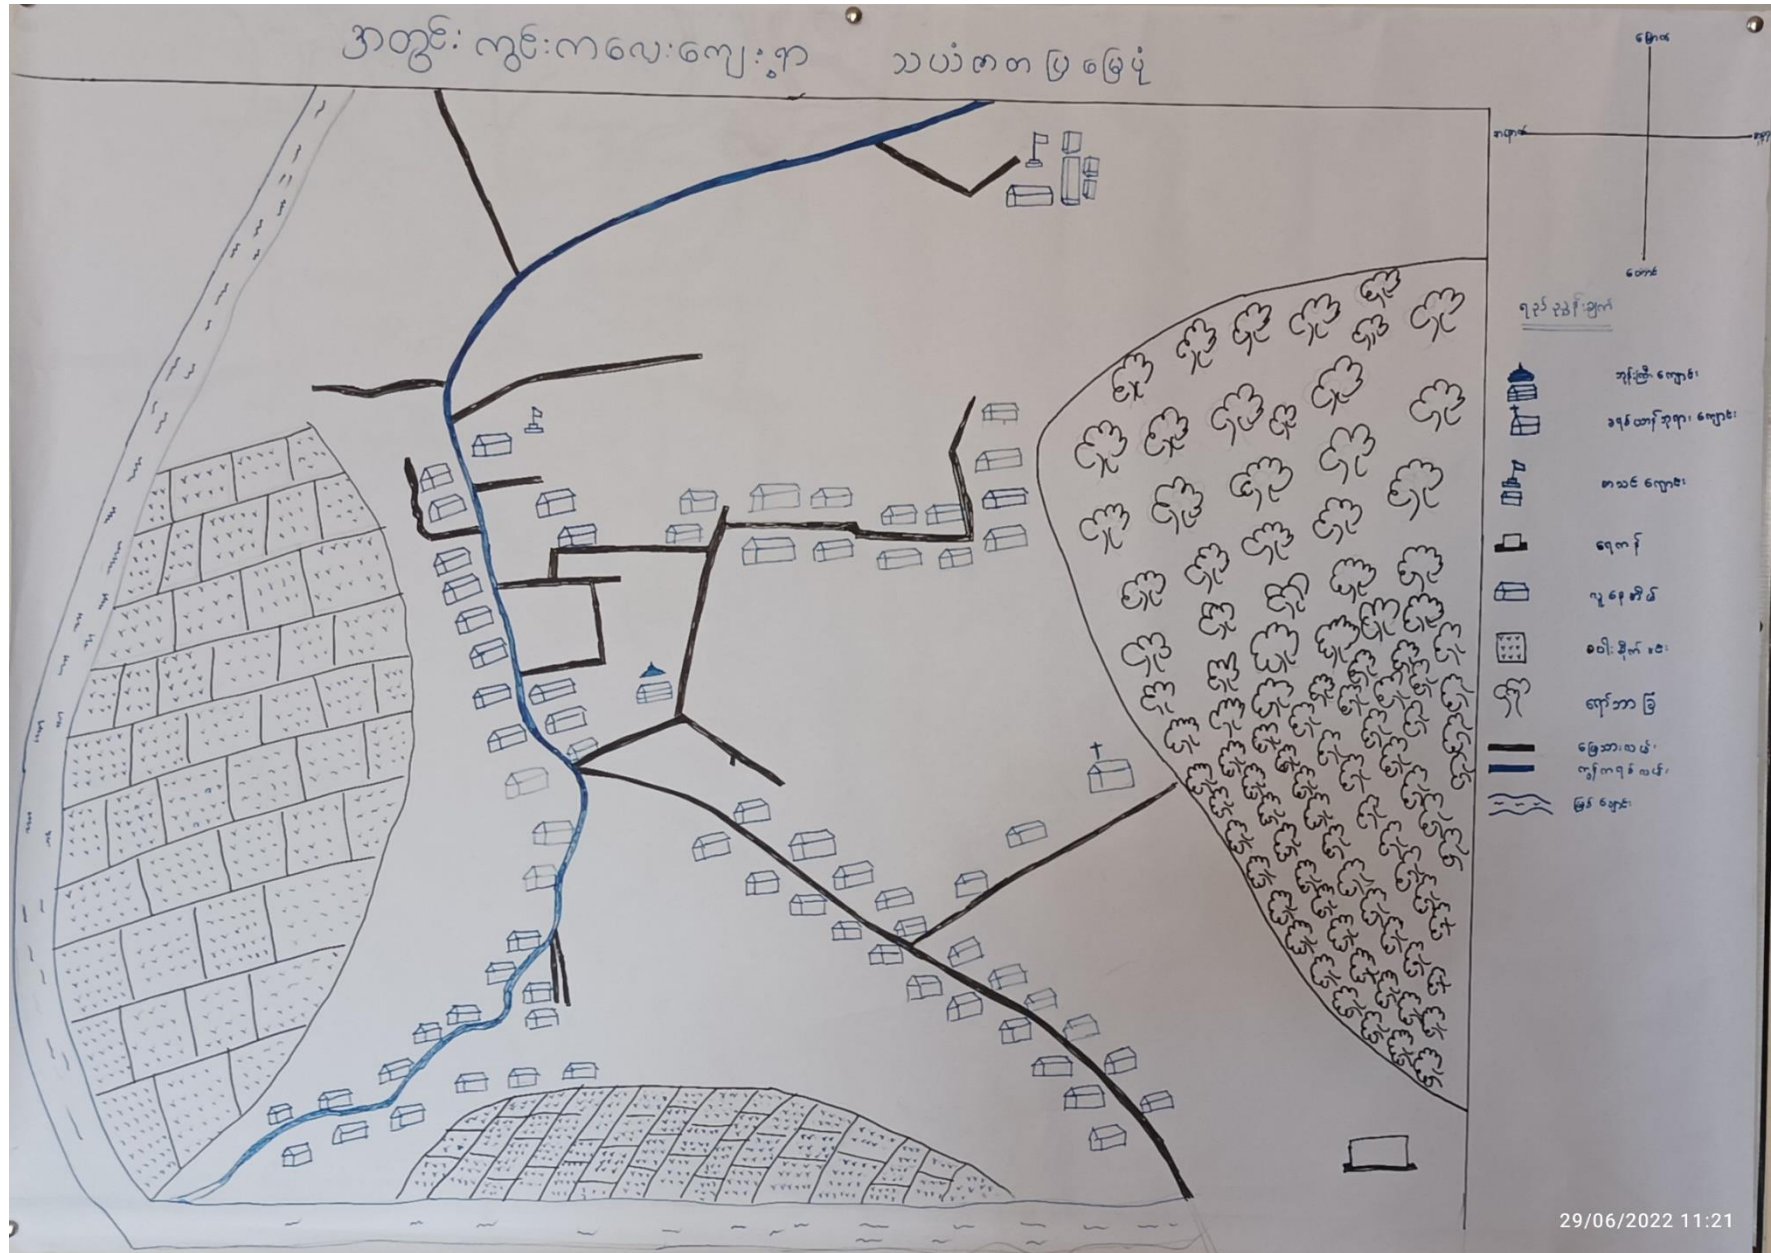 အတွင်းကွင်းကလေးကျေးရွာ သယံဇာတပြမြေပုံ
မြောက်
အနောက်
တောင်
ရည်ညွှန်းချက်
ဘုန်းကြီးကျောင်း
ခရစ်ယာန်ဘုရားကျောင်း
စာသင်ကျောင်း
ရေကန်
လူနေအိမ်
စပါးစိုက်ခင်း
ရော်ဘာခြံ
မြေသားလမ်း
ကွန်ကရစ်လမ်း
မြစ်ချောင်း
29/06/2022 11:21